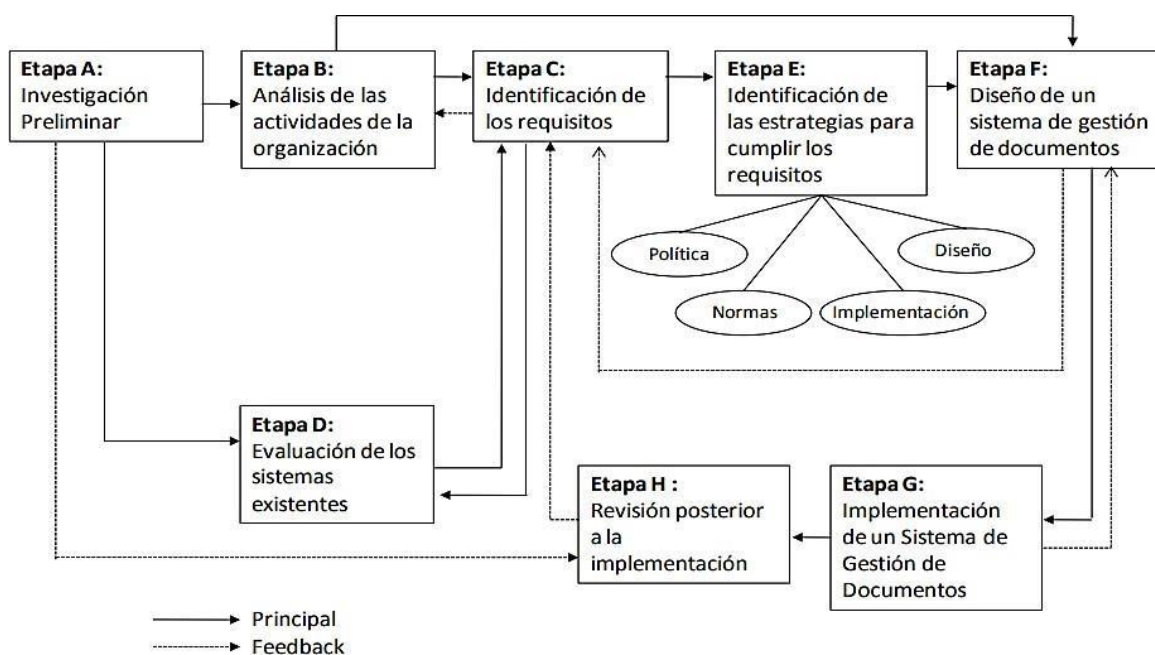 Etapa A:
Investigación
Preliminar
Etapa B:
Análisis de las
actividades de la
organización
Etapa C:
Identificación de
los requisitos
Etapa E:
Identificación de
las estrategias para
cumplir los
requisitos
Etapa F:
Diseño de un
sistema de gestión
de documentos
Política
Diseño
Normas
Implementación
Etapa D:
Evaluación de los
sistemas
existentes
Etapa H :
Revisión posterior
a la
implementación
Etapa G:
Implementación
de un Sistema de
Gestión de
Documentos
Principal
Feedback